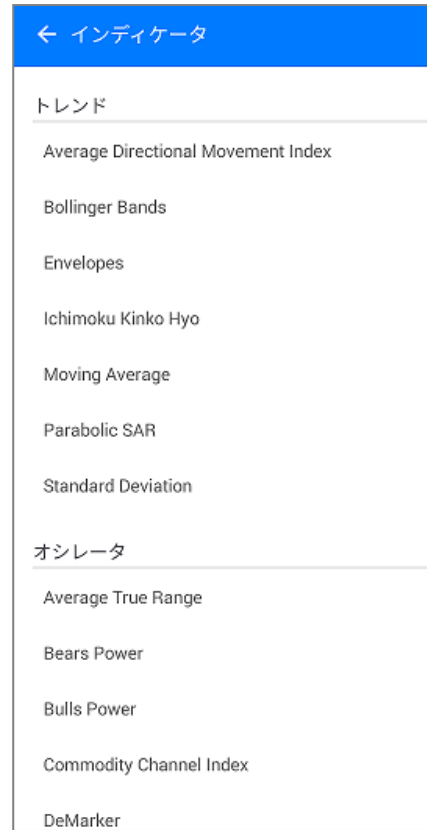 ← インディケータ
トレンド
Average Directional Movement Index
Bollinger Bands
Envelopes
Ichimoku Kinko Hyo
Moving Average
Parabolic SAR
Standard Deviation
オシレータ
Average True Range
Bears Power
Bulls Power
Commodity Channel Index
DeMarker